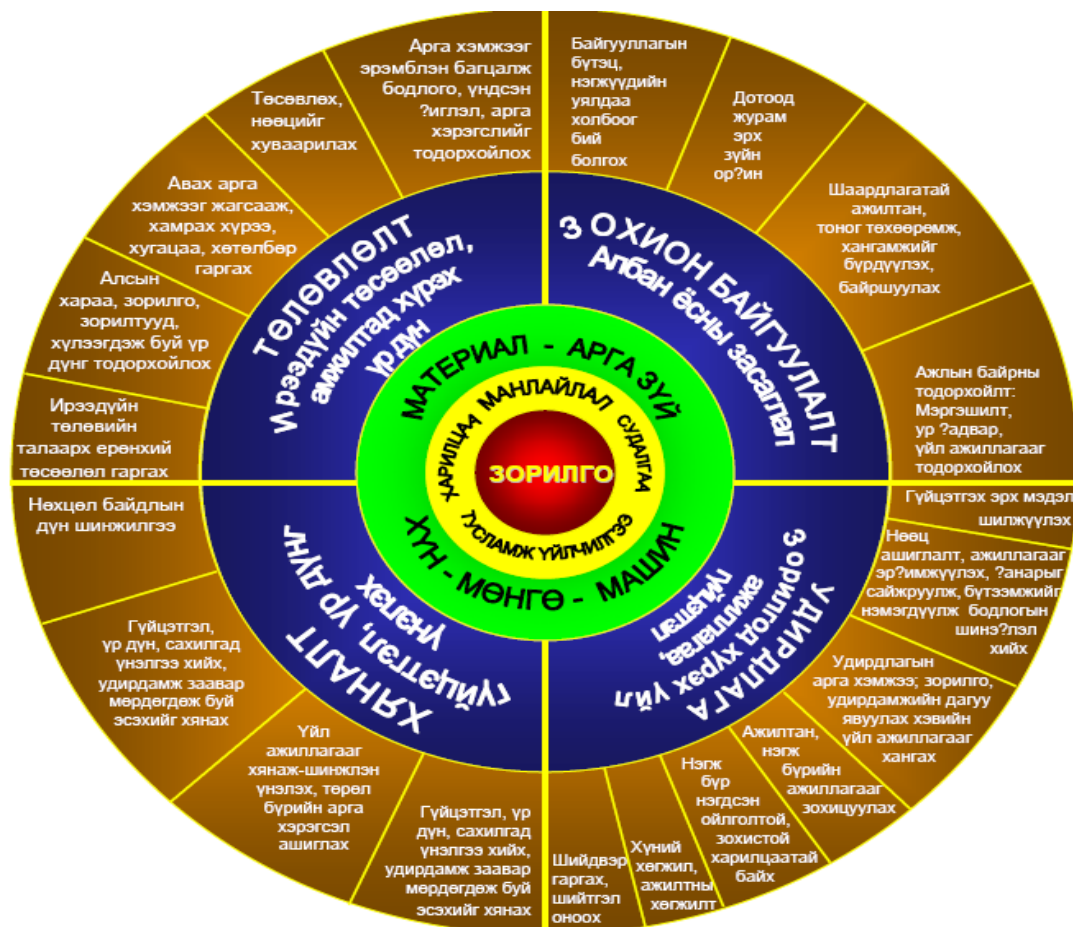 Арга хэмжээг
эрэмблэн багцалж
бодлого, үндсэн
?иглэл, арга
хэрэгслийг
тодорхойлох
Төсөвлөх,
нөөцийг
хуваарилах
Авах арга
хэмжээг жагсааж,
хамрах хүрээ,
хугацаа, хөтөлбөр
гаргах
Алсын
хараа, зорилго,
зорилтууд,
хүлээгдэж буй үр
дүнг тодорхойлох
Ирээдүйн
төлөвийн
талаарх ерөнхий
төсөөлөл гаргах
Байгууллагын
бүтэц,
нэгжүүдийн
уялдаа
холбоог
бий
болгох
Дотоод
журам
эрх
зүйн
ор?ин
Шаардлагатай
ажилтан,
тоног төхөөрөмж,
хангамжийг
бүрдүүлэх,
байршуулах
Ажлын байрны
тодорхойлт:
Мэргэшилт,
ур ?адвар,
үйл ажиллагааг
тодорхойлох
ТӨЛӨВЛӨЛТ
Ирээдүйн төсөөлөл,
амжилтад хүрэх
үр дүн
ЗОХИОН БАЙГУУЛАЛТ
Албан ёсны засаглал
МАТЕРИАЛ - АРГА ЗҮЙ
МАНЛАЙЛАЛ
ХАРИЛЦАА
СУДАЛГАА
ЗОРИЛГО
ТУСЛАМЖ ҮЙЛЧИЛГЭЭ
ХҮН - МӨНГӨ - МАШИН
ХЯНАЛТ
гүйцэтгэл, үр дүнг
үнэлэх
УДИРДЛАГА
Зорилгод хүрэх үйл
ажиллагаа,
гүйцэтгэл
Нөхцөл байдлын
дүн шинжилгээ
Гүйцэтгэл,
үр дүн, сахилгад
үнэлгээ хийх,
удирдамж заавар
мөрдөгдөж буй
эсэхийг хянах
Үйл
ажиллагааг
хянаж-шинжлэн
үнэлэх, төрөл
бүрийн арга
хэрэгсэл
ашиглах
Гүйцэтгэл, үр
дүн, сахилгад
үнэлгээ хийх,
удирдамж заавар
мөрдөгдөж буй
эсэхийг хянах
Гүйцэтгэх эрх мэдэл
шилжүүлэх
Нөөц
ашиглалт, ажиллагааг
эр?имжүүлэх, ?анарыг
сайжруулж, бүтээмжийг
нэмэгдүүлж бодлогын
шинэ?лэл
хийх
Удирдлагын
арга хэмжээ; зорилго,
удирдамжийн дагуу
явуулах хэвийн
үйл ажиллагааг
хангах
Ажилтан,
нэгж
бүрийн
ажиллагааг
зохицуулах
Нэгж
бүр
нэгдсэн
ойлголтой,
зохистой
харилцаатай
байх
Хүний
хөгжил,
ажилтны
хөгжилт
Шийдвэр
гаргах,
шийтгэл
оноох